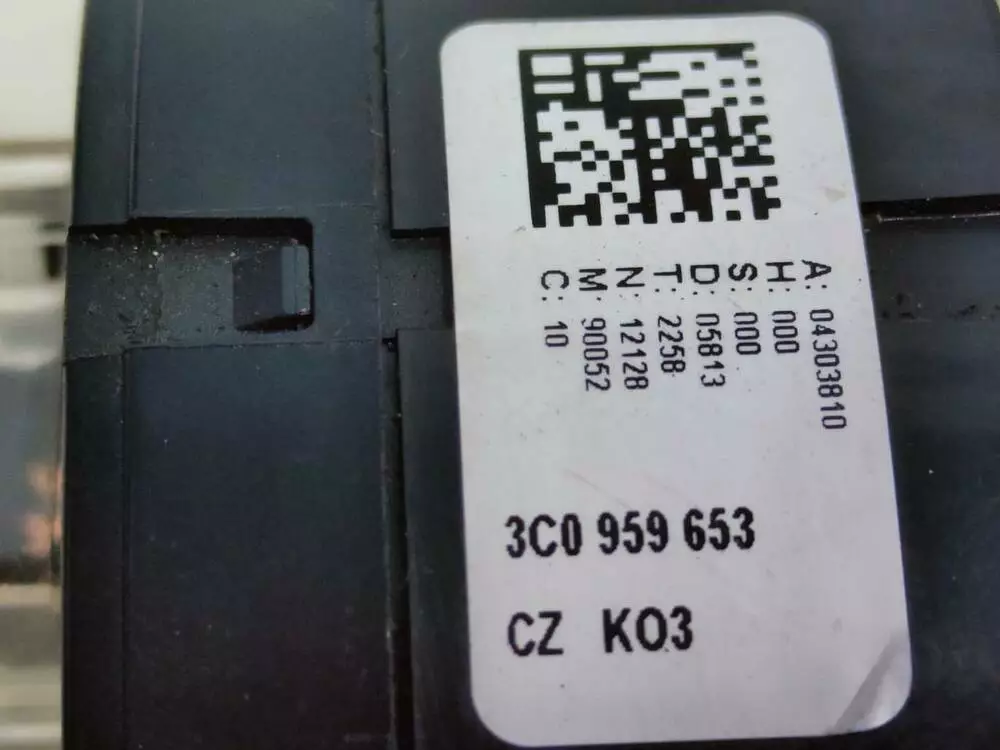 A: 04303810
H: 000
S: 000
D: 05813
T: 2258
N: 12128
M: 90052
C: 10
3C0 959 653
CZ KO3